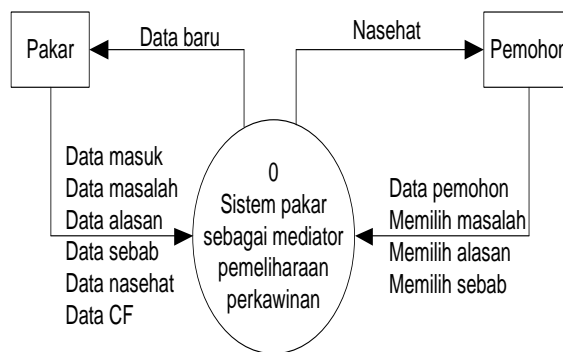 Pakar
Data baru
Nasehat
Pemohon
Data masuk
Data masalah
Data alasan
Data sebab
Data nasehat
Data CF
0
Sistem pakar
sebagai mediator
pemeliharaan
perkawinan
Data pemohon
Memilih masalah
Memilih alasan
Memilih sebab